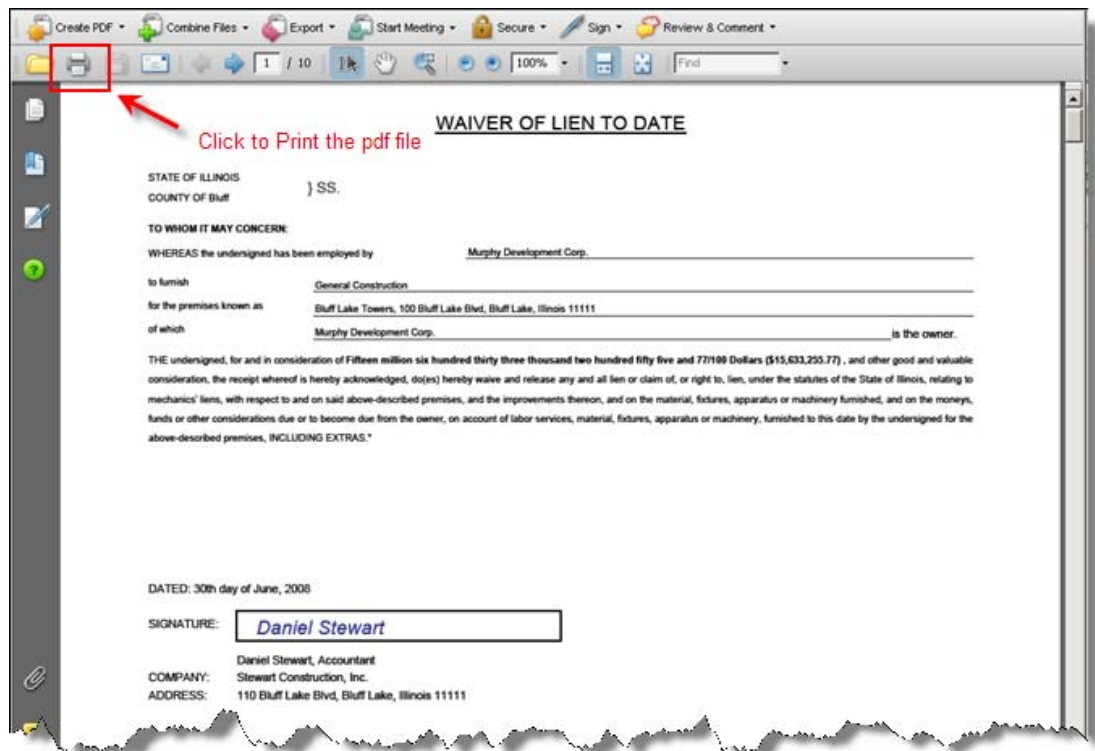 Create PDF Combine Files Export Start Meeting Secure Sign Review & Comment
1 / 10 100% Find
WAIVER OF LIEN TO DATE
Click to Print the pdf file
STATE OF ILLINOIS
} SS.
COUNTY OF Bluff
TO WHOM IT MAY CONCERN:
WHEREAS the undersigned has been employed by Murphy Development Corp.
to furnish General Construction
for the premises known as Bluff Lake Towers, 100 Bluff Lake Blvd, Bluff Lake, Illinois 11111
of which Murphy Development Corp. is the owner.
THE undersigned, for and in consideration of Fifteen million six hundred thirty three thousand two hundred fifty five and 77/100 Dollars ($15,633,255.77) , and other good and valuable
consideration, the receipt whereof is hereby acknowledged, do(es) hereby waive and release any and all lien or claim of, or right to, lien, under the statutes of the State of Illinois, relating to
mechanics' liens, with respect to and on said above-described premises, and the improvements thereon, and on the material, fixtures, apparatus or machinery furnished, and on the moneys,
funds or other considerations due or to become due from the owner, on account of labor services, material, fixtures, apparatus or machinery, furnished to this date by the undersigned for the
above-described premises, INCLUDING EXTRAS.*
DATED: 30th day of June, 2008
SIGNATURE: Daniel Stewart
Daniel Stewart, Accountant
COMPANY: Stewart Construction, Inc.
ADDRESS: 110 Bluff Lake Blvd, Bluff Lake, Illinois 11111